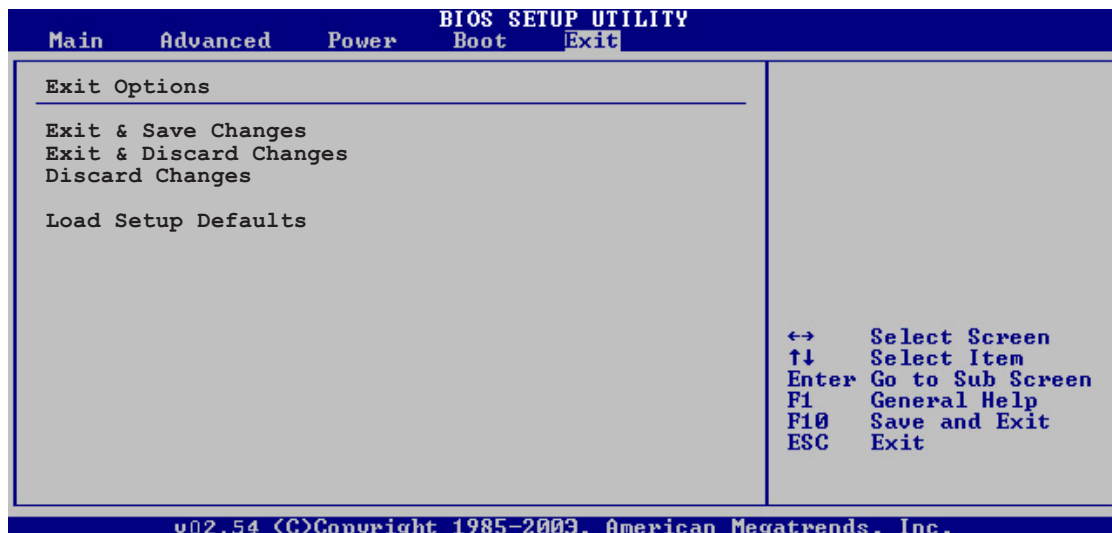 BIOS SETUP UTILITY
Main Advanced Power Boot Exit
Exit Options
Exit & Save Changes
Exit & Discard Changes
Discard Changes
Load Setup Defaults
←→ Select Screen
↑↓ Select Item
Enter Go to Sub Screen
F1 General Help
F10 Save and Exit
ESC Exit
v02.54 (C)Copyright 1985-2003, American Megatrends, Inc.